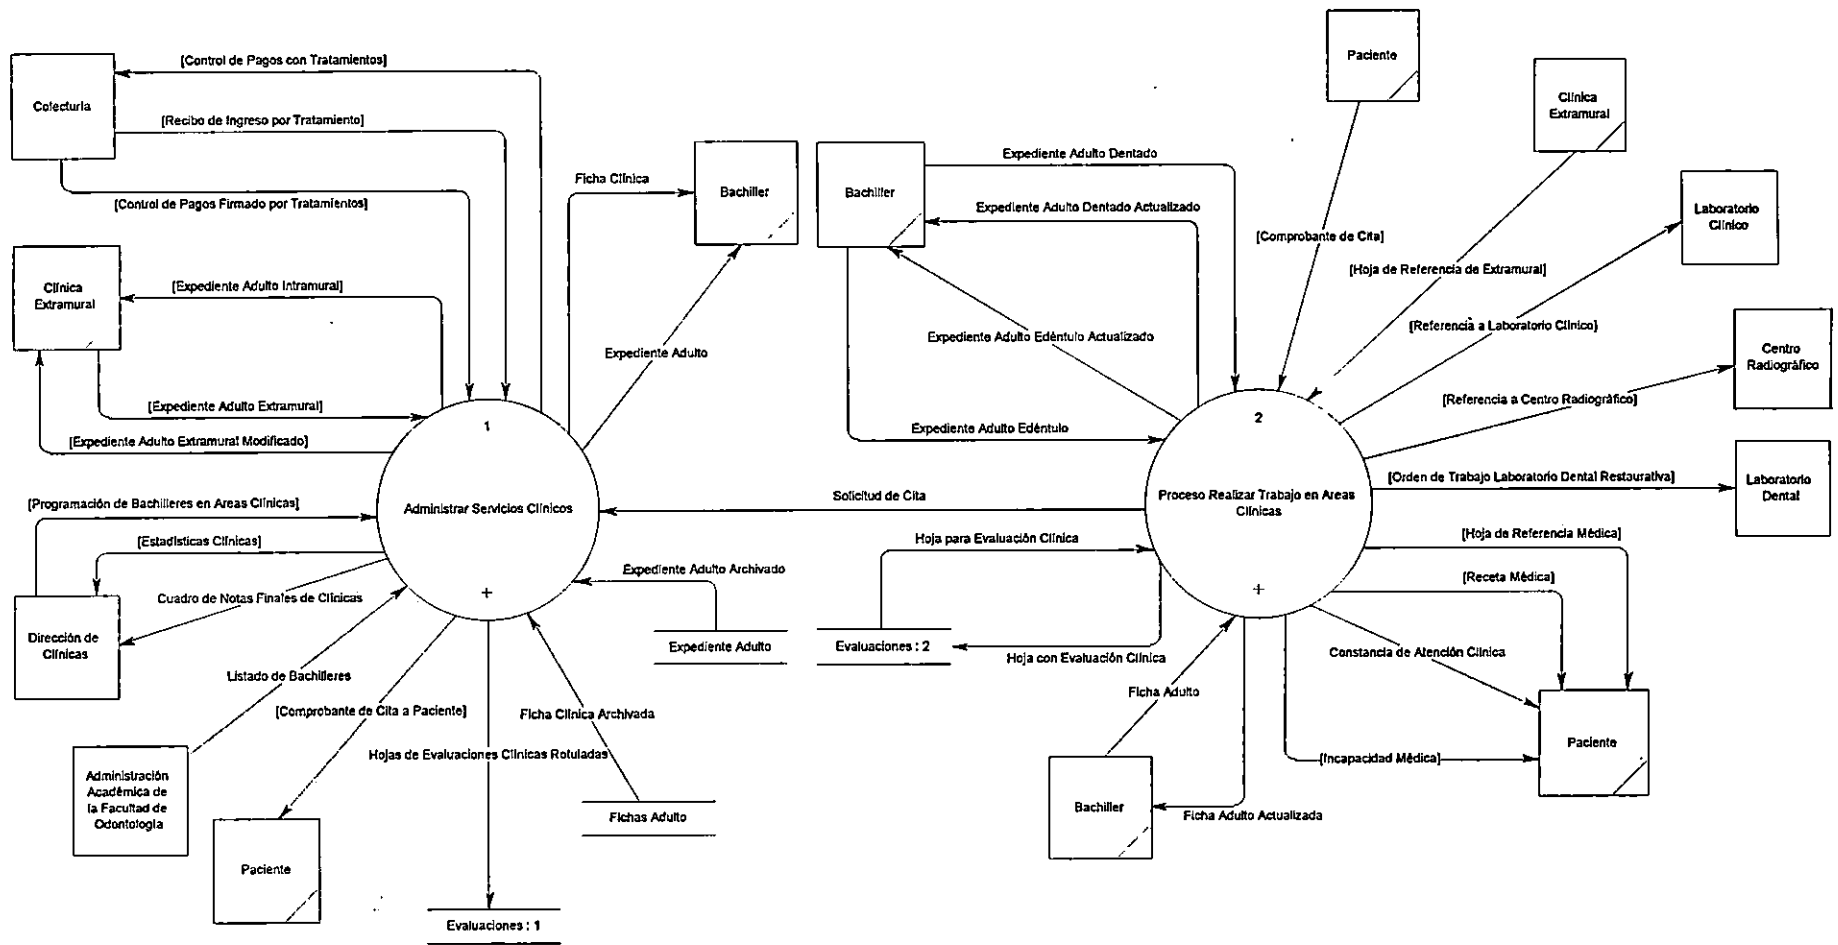 Paciente
[Control de Pagos con Tratamientos]
Clínica
Extramural
Colecturía
[Recibo de Ingreso por Tratamiento]
Expediente Adulto Dentado
Ficha Clínica
Bachiller
Bachiller
[Control de Pagos Firmado por Tratamientos]
Expediente Adulto Dentado Actualizado
Laboratorio
Clínico
[Comprobante de Cita]
[Hoja de Referencia de Extramural]
Clínica
Extramural
[Expediente Adulto Intramural]
[Referencia a Laboratorio Clínico]
Expediente Adulto Edéntulo Actualizado
Expediente Adulto
Centro
Radiográfico
[Referencia a Centro Radiográfico]
[Expediente Adulto Extramural]
1
2
Expediente Adulto Edéntulo
[Expediente Adulto Extramural Modificado]
[Orden de Trabajo Laboratorio Dental Restaurativa]
Laboratorio
Dental
[Programación de Bachilleres en Areas Clínicas]
Administrar Servicios Clínicos
Solicitud de Cita
Proceso Realizar Trabajo en Areas
Clínicas
[Estadísticas Clínicas]
Hoja para Evaluación Clínica
[Hoja de Referencia Médica]
Expediente Adulto Archivado
[Receta Médica]
+
+
Cuadro de Notas Finales de Clínicas
Dirección de
Clínicas
Expediente Adulto
Evaluaciones : 2
Hoja con Evaluación Clínica
Constancia de Atención Clínica
Listado de Bachilleres
Ficha Adulto
[Comprobante de Cita a Paciente]
Ficha Clínica Archivada
Paciente
Hojas de Evaluaciones Clínicas Rotuladas
[Incapacidad Médica]
Administración
Académica de
la Facultad de
Odontología
Bachiller
Fichas Adulto
Ficha Adulto Actualizada
Paciente
Evaluaciones : 1